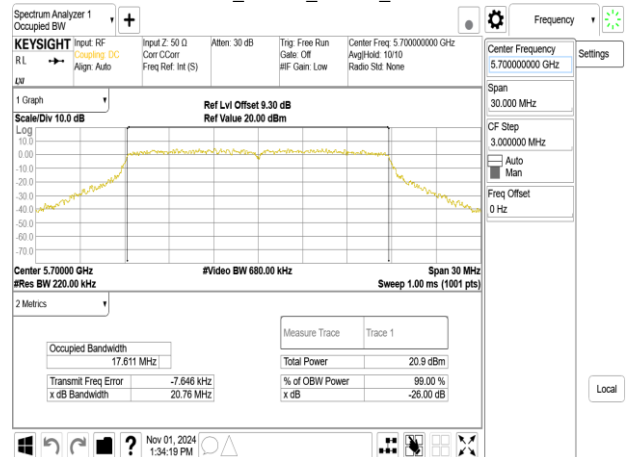 Spectrum Analyzer 1
Occupied BW
Frequency
KEYSIGHT
Input: RF
Coupling: DC
Align: Auto
Input Z: 50 Ω
Corr CCorr
Freq Ref: Int (S)
Atten: 30 dB
Trig: Free Run
Gate: Off
#IF Gain: Low
Center Freq: 5.700000000 GHz
Avg|Hold: 10/10
Radio Std: None
RL
LXI
Center Frequency
5.700000000 GHz
Settings
Span
30.000 MHz
CF Step
3.000000 MHz
Auto
Man
Freq Offset
0 Hz
1 Graph
Ref Lvl Offset 9.30 dB
Scale/Div 10.0 dB
Ref Value 20.00 dBm
Log
10.0
0.00
-10.0
-20.0
-30.0
-40.0
-50.0
-60.0
-70.0
Center 5.70000 GHz
#Video BW 680.00 kHz
Span 30 MHz
#Res BW 220.00 kHz
Sweep 1.00 ms (1001 pts)
2 Metrics
Measure Trace
Trace 1
Occupied Bandwidth
17.611 MHz
Total Power
20.9 dBm
Transmit Freq Error
-7.646 kHz
% of OBW Power
99.00 %
x dB Bandwidth
20.76 MHz
x dB
-26.00 dB
Local
?
Nov 01, 2024
1:34:19 PM